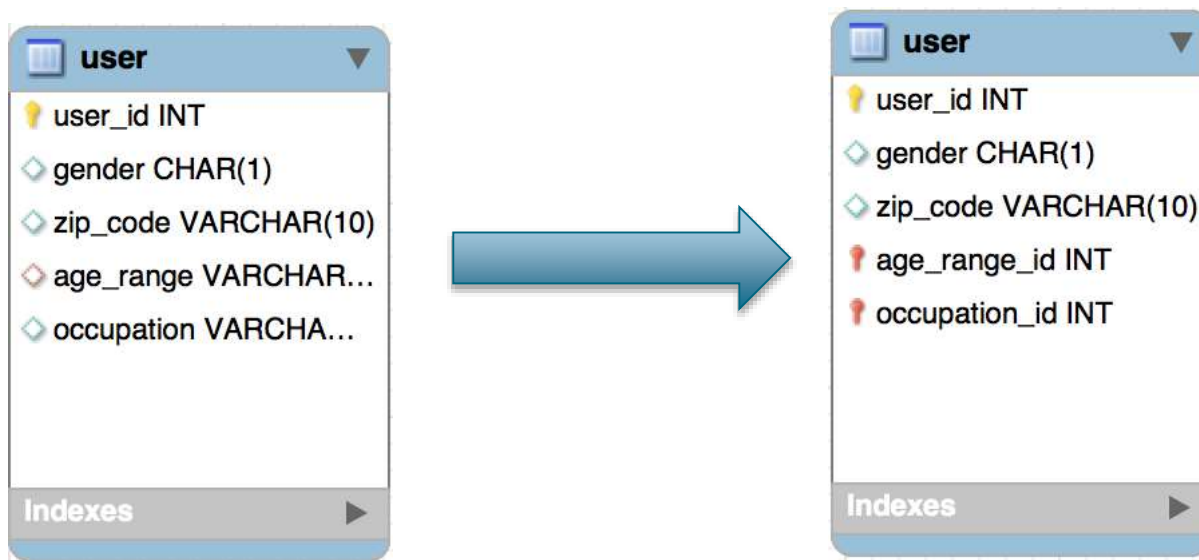 user
user_id INT
gender CHAR(1)
zip_code VARCHAR(10)
age_range VARCHAR...
occupation VARCHA...
Indexes
user
user_id INT
gender CHAR(1)
zip_code VARCHAR(10)
age_range_id INT
occupation_id INT
Indexes